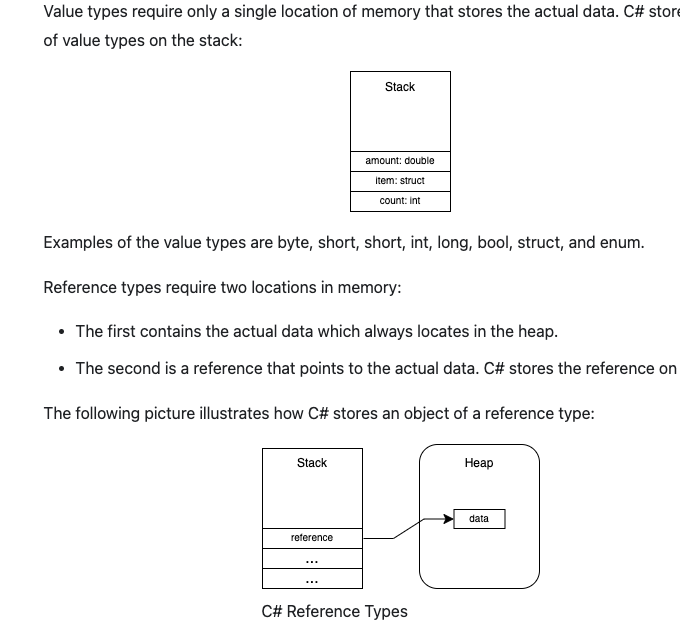 Value types require only a single location of memory that stores the actual data. C# store
of value types on the stack:
Stack
amount: double
item: struct
count: int
Examples of the value types are byte, short, short, int, long, bool, struct, and enum.
Reference types require two locations in memory:
• The first contains the actual data which always locates in the heap.
• The second is a reference that points to the actual data. C# stores the reference on
The following picture illustrates how C# stores an object of a reference type:
Stack
Heap
data
reference
...
...
C# Reference Types